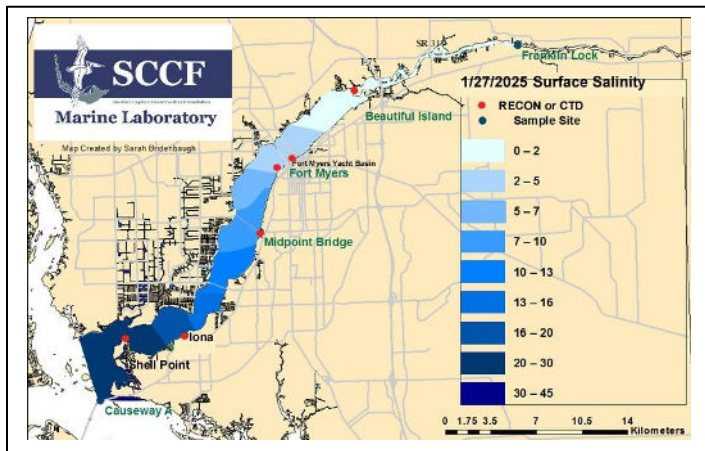 SCCF
Marine Laboratory
Map Created by Sarah Bridenbaugh
SR 31
Franklin Lock
1/27/2025 Surface Salinity
RECON or CTD
Sample Site
Beautiful Island
Fort Myers Yacht Basin
Fort Myers
Midpoint Bridge
Iona
Shell Point
Causeway A
0 – 2
2 – 5
5 – 7
7 – 10
10 – 13
13 – 16
16 – 20
20 – 30
30 – 45
0 1.75 3.5 7 10.5 14
Kilometers